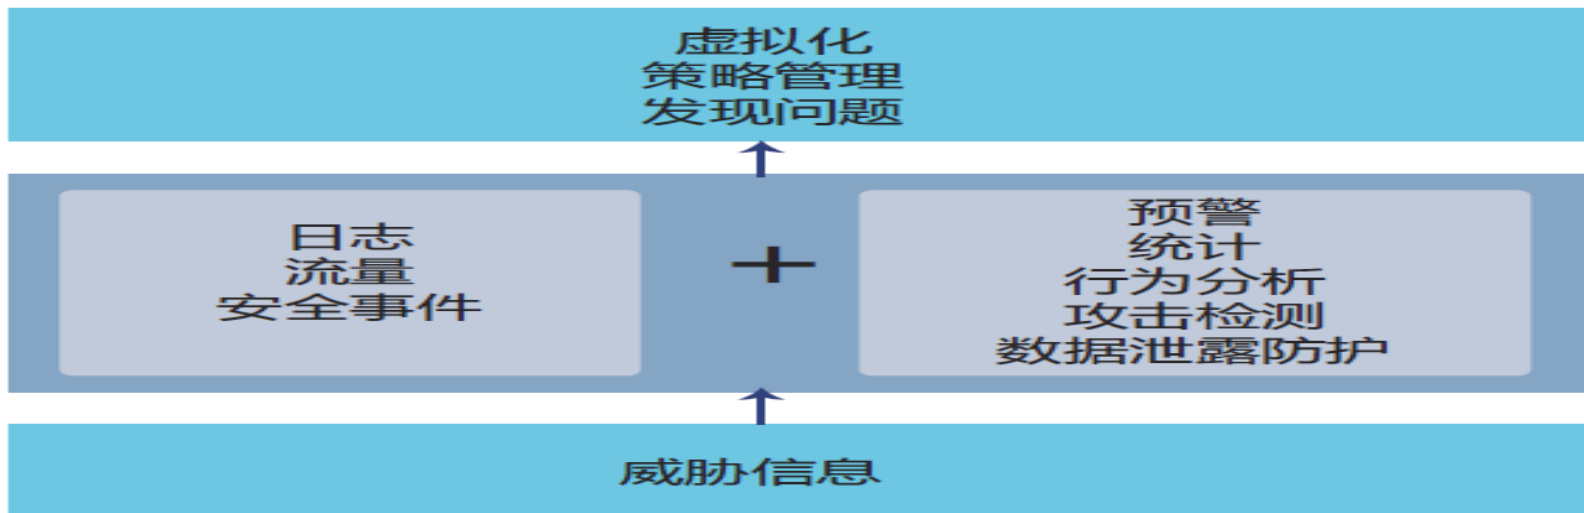 虚拟化
策略管理
发现问题
日志
流量
安全事件
+
预警
统计
行为分析
攻击检测
数据泄露防护
威胁信息